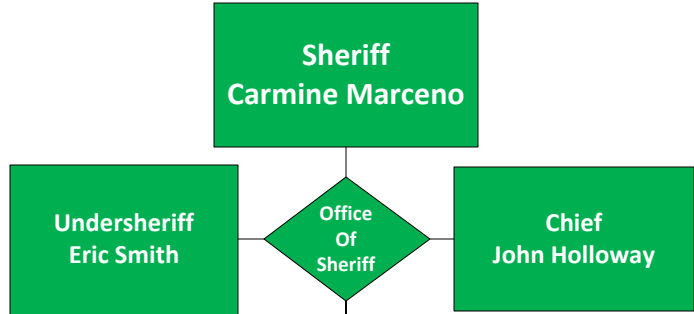 Sheriff
Carmine Marceno
Undersheriff
Eric Smith
Office
Of
Sheriff
Chief
John Holloway